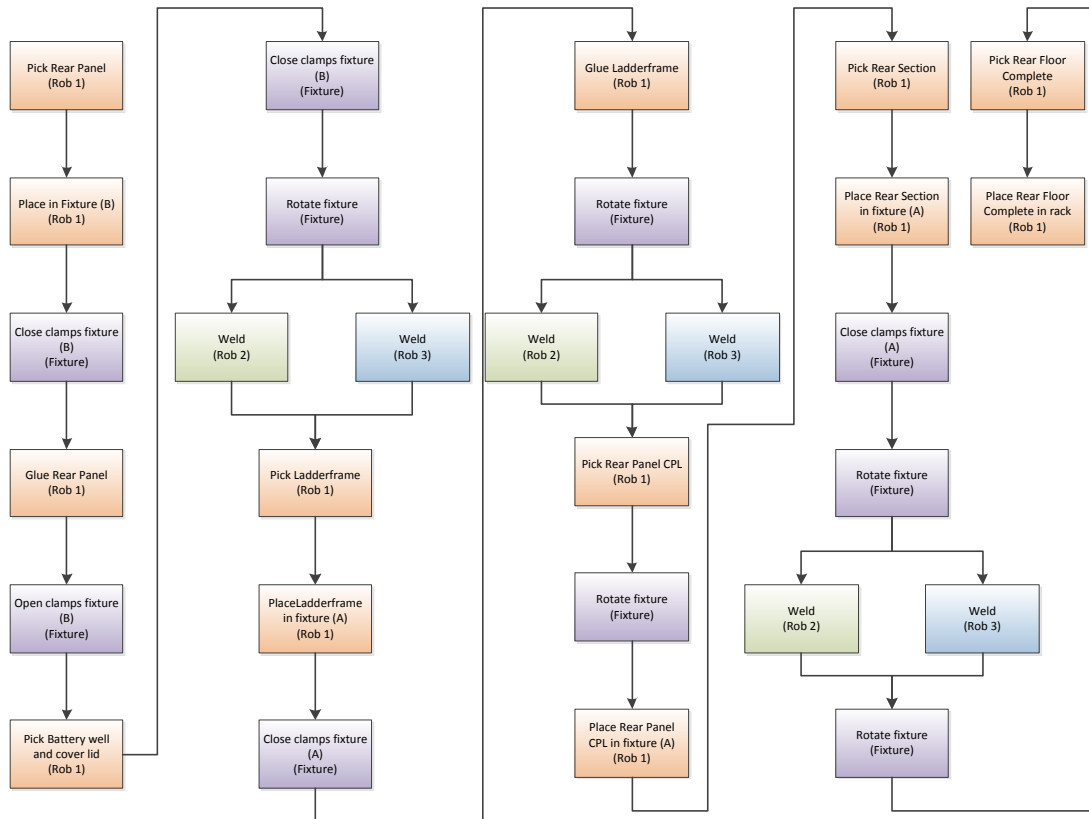 Pick Rear Panel
(Rob 1)
Place in Fixture (B)
(Rob 1)
Close clamps fixture
(B)
(Fixture)
Glue Rear Panel
(Rob 1)
Open clamps fixture
(B)
(Fixture)
Pick Battery well
and cover lid
(Rob 1)
Close clamps fixture
(B)
(Fixture)
Rotate fixture
(Fixture)
Weld
(Rob 2)
Weld
(Rob 3)
Pick Ladderframe
(Rob 1)
PlaceLadderframe
in fixture (A)
(Rob 1)
Close clamps fixture
(A)
(Fixture)
Glue Ladderframe
(Rob 1)
Rotate fixture
(Fixture)
Weld
(Rob 2)
Weld
(Rob 3)
Pick Rear Panel CPL
(Rob 1)
Rotate fixture
(Fixture)
Place Rear Panel
CPL in fixture (A)
(Rob 1)
Pick Rear Section
(Rob 1)
Place Rear Section
in fixture (A)
(Rob 1)
Close clamps fixture
(A)
(Fixture)
Rotate fixture
(Fixture)
Weld
(Rob 2)
Weld
(Rob 3)
Rotate fixture
(Fixture)
Pick Rear Floor
Complete
(Rob 1)
Place Rear Floor
Complete in rack
(Rob 1)